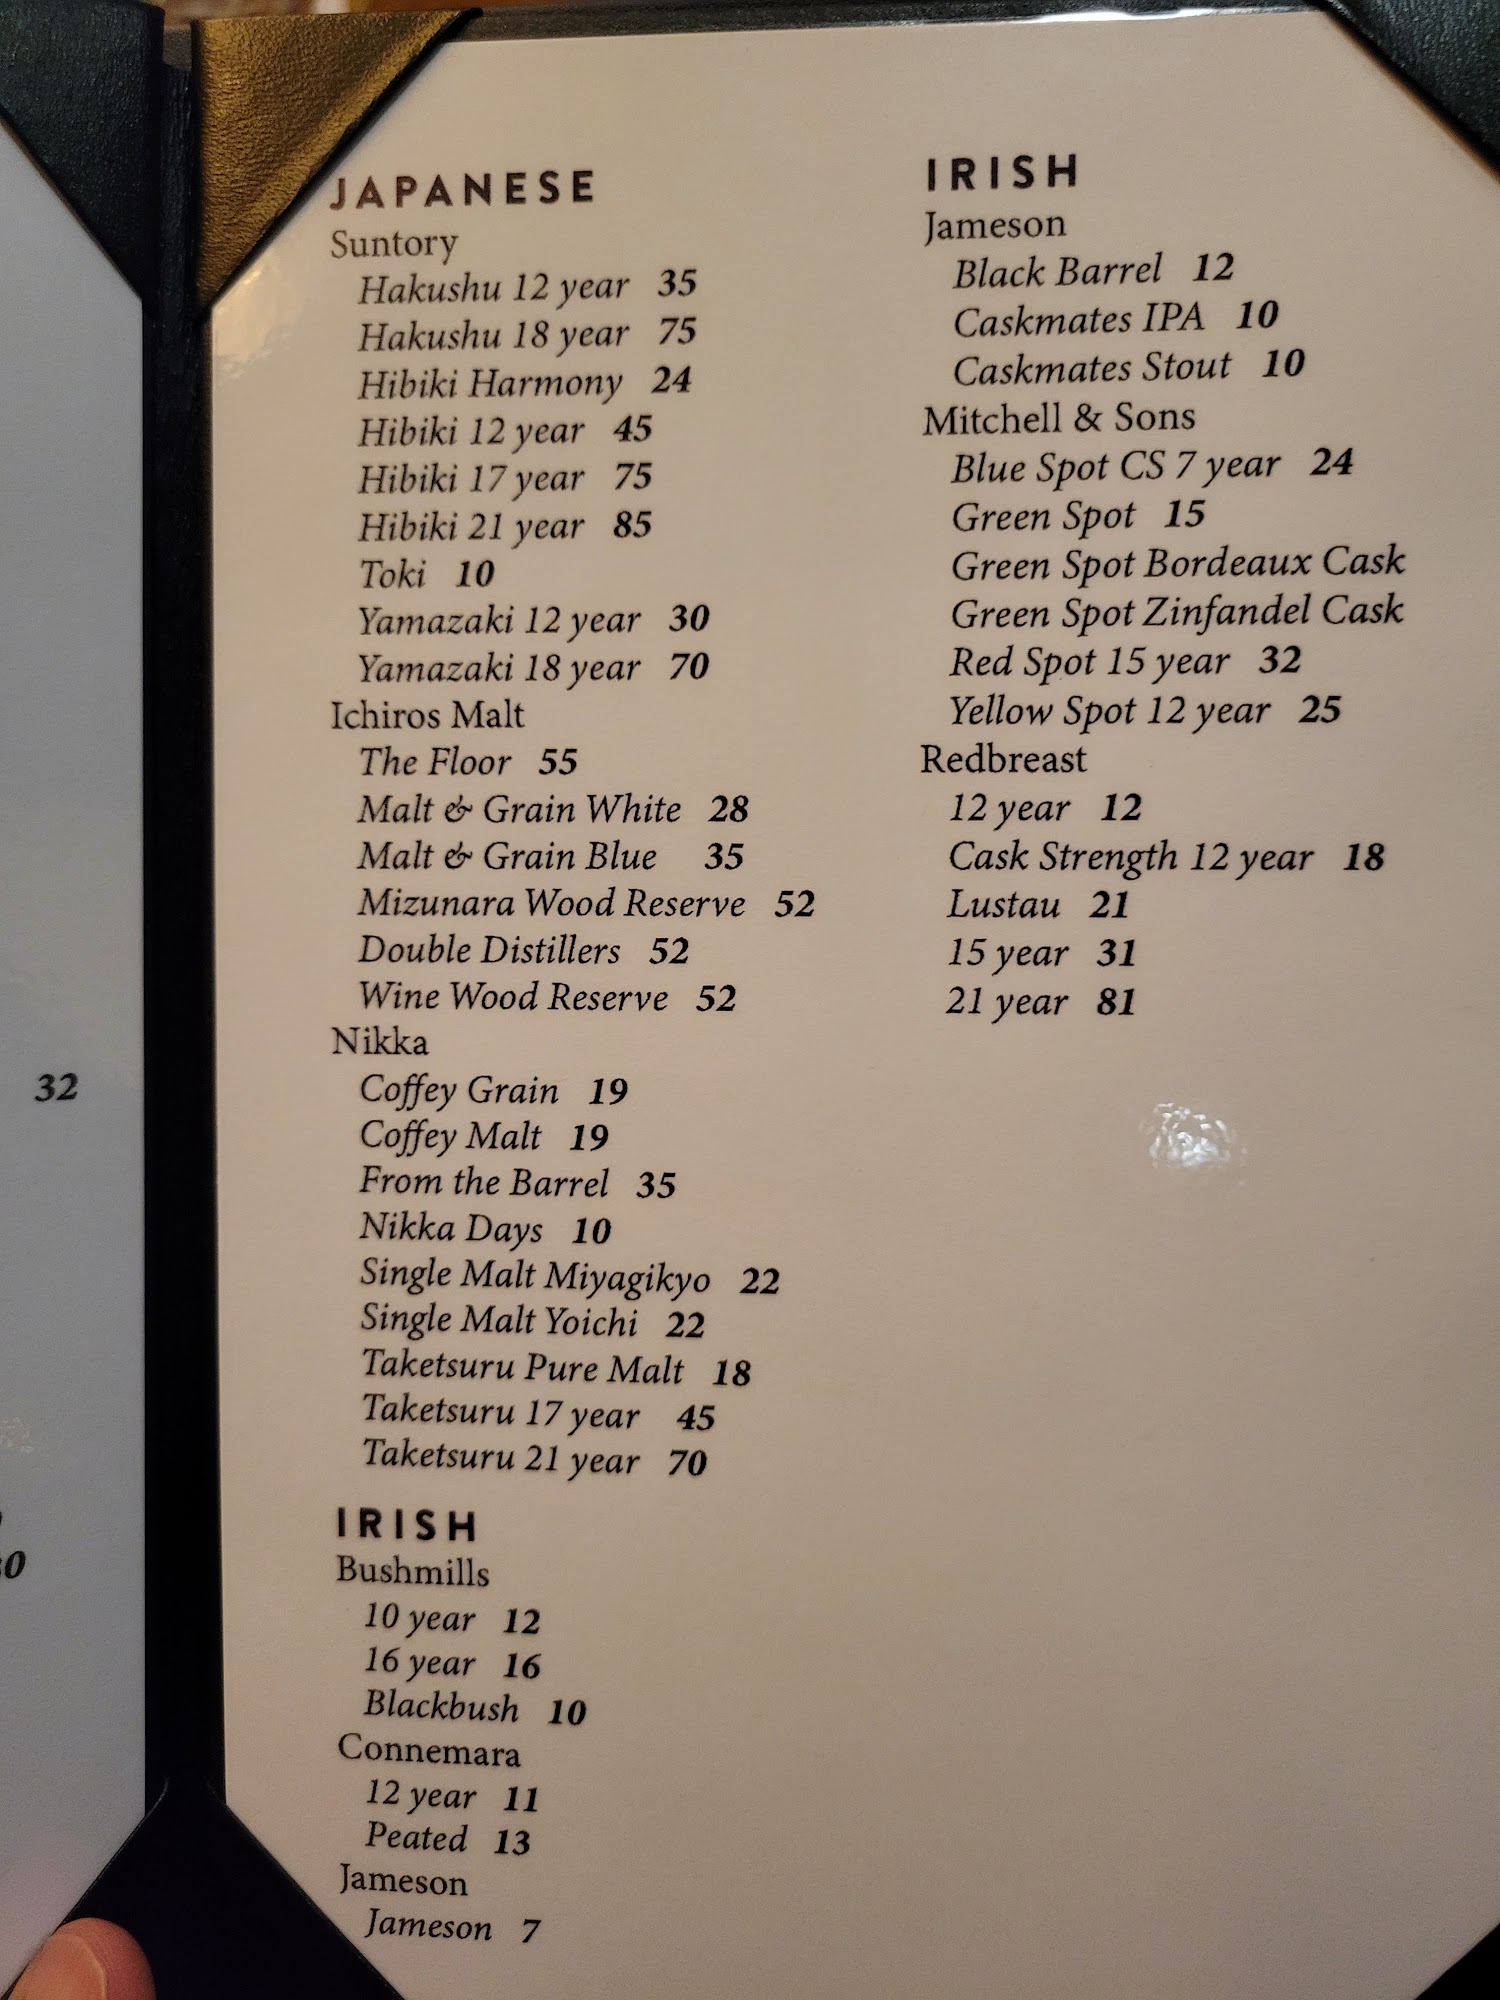 JAPANESE
Suntory
Hakushu 12 year 35
Hakushu 18 year 75
Hibiki Harmony 24
Hibiki 12 year 45
Hibiki 17 year 75
Hibiki 21 year 85
Toki 10
Yamazaki 12 year 30
Yamazaki 18 year 70
Ichiros Malt
The Floor 55
Malt & Grain White 28
Malt & Grain Blue 35
Mizunara Wood Reserve 52
Double Distillers 52
Wine Wood Reserve 52
Nikka
Coffey Grain 19
Coffey Malt 19
From the Barrel 35
Nikka Days 10
Single Malt Miyagikyo 22
Single Malt Yoichi 22
Taketsuru Pure Malt 18
Taketsuru 17 year 45
Taketsuru 21 year 70
IRISH
Bushmills
10 year 12
16 year 16
Blackbush 10
Connemara
12 year 11
Peated 13
Jameson
Jameson 7
IRISH
Jameson
Black Barrel 12
Caskmates IPA 10
Caskmates Stout 10
Mitchell & Sons
Blue Spot CS 7 year 24
Green Spot 15
Green Spot Bordeaux Cask
Green Spot Zinfandel Cask
Red Spot 15 year 32
Yellow Spot 12 year 25
Redbreast
12 year 12
Cask Strength 12 year 18
Lustau 21
15 year 31
21 year 81
32